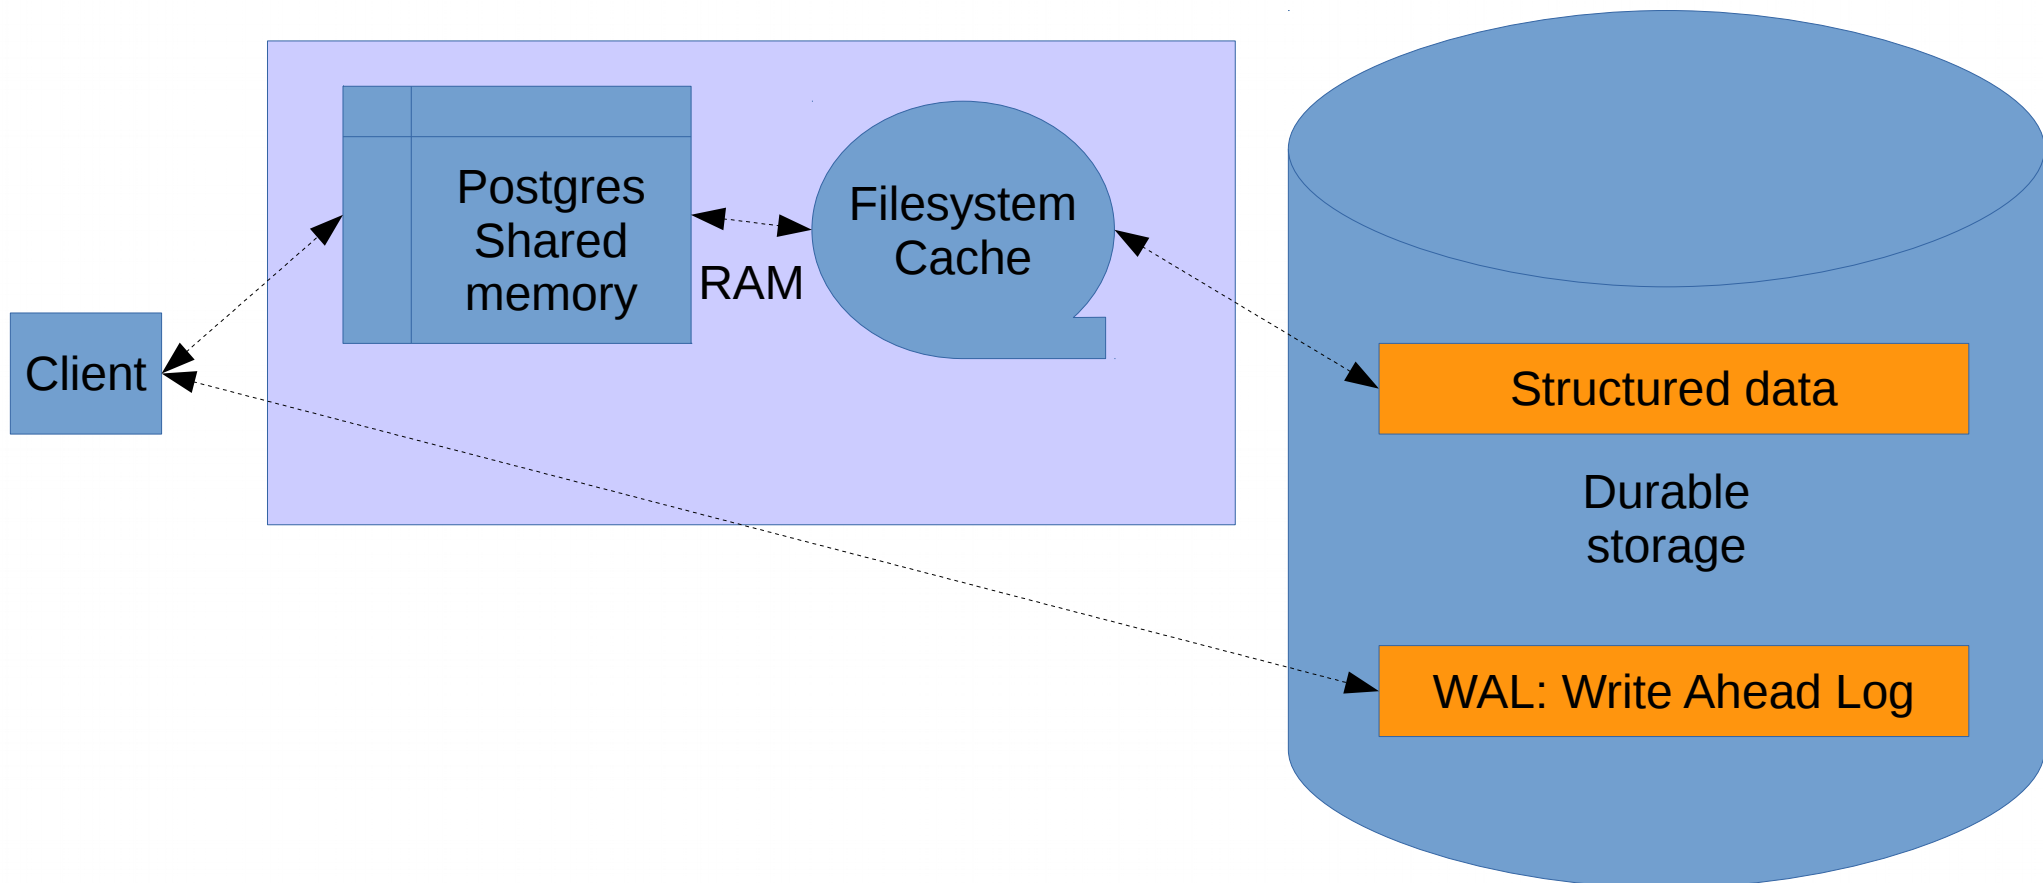 Postgres
Shared
memory
RAM
Filesystem
Cache
Client
Structured data
Durable
storage
WAL: Write Ahead Log